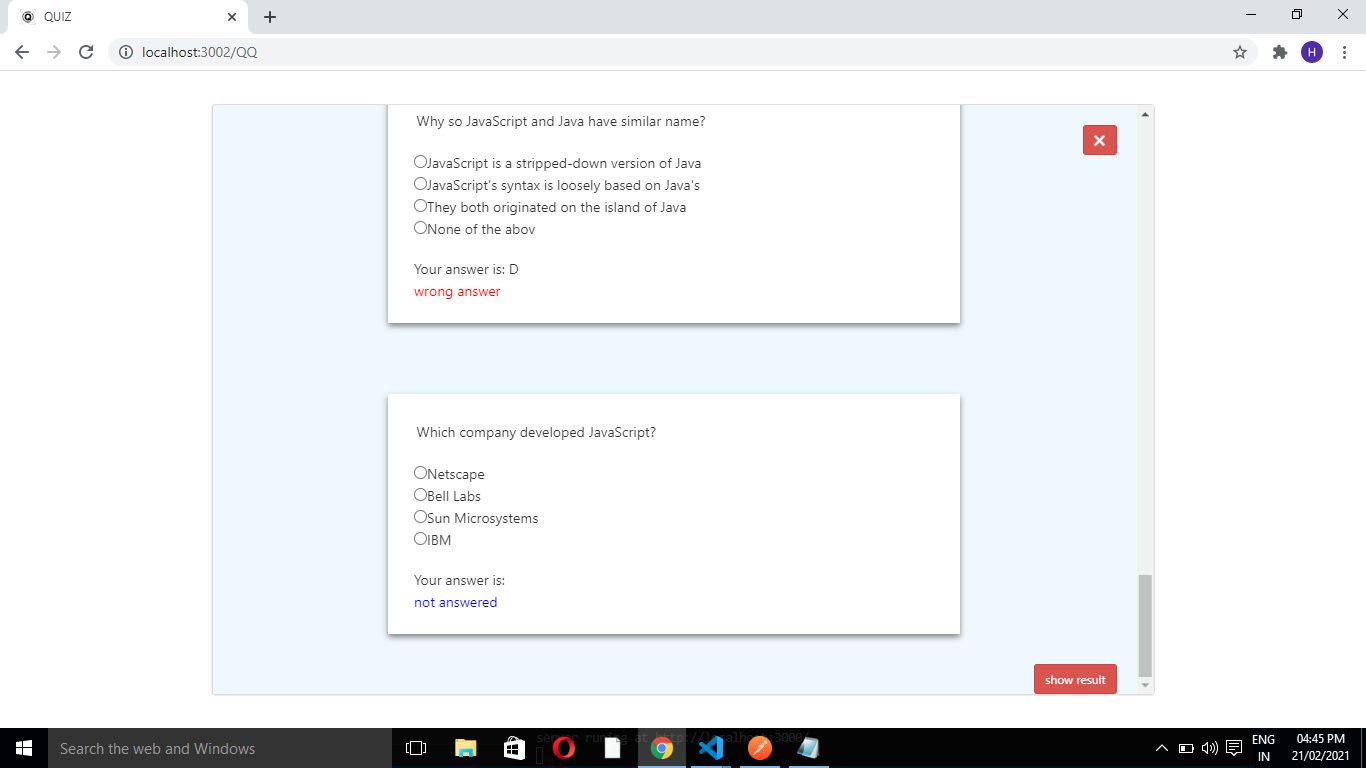 QUIZ
localhost:3002/QQ
H
Why so JavaScript and Java have similar name?
JavaScript is a stripped-down version of Java
JavaScript's syntax is loosely based on Java's
They both originated on the island of Java
None of the abov
Your answer is: D
wrong answer
Which company developed JavaScript?
Netscape
Bell Labs
Sun Microsystems
IBM
Your answer is:
not answered
show result
server runing at http://localhost:3000/
Search the web and Windows
ENG
IN
04:45 PM
21/02/2021